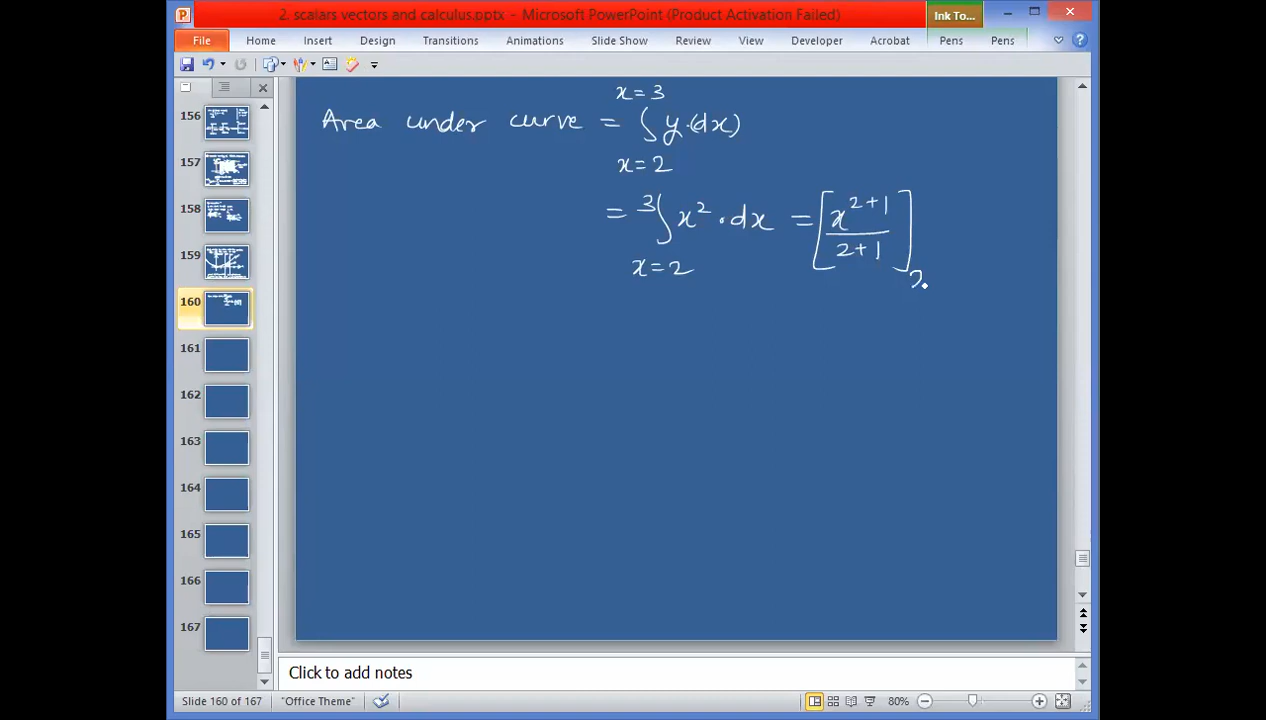 2. scalars vectors and calculus.pptx - Microsoft PowerPoint (Product Activation Failed)
Ink To...
File Home Insert Design Transitions Animations Slide Show Review View Developer Acrobat Pens Pens
156
157
158
159
160
161
162
163
164
165
166
167
x = 3
Area under curve = ∫ y·(dx)
x = 2
= 3∫ x² · dx = [x^(2+1) / 2+1]
x = 2
Click to add notes
Slide 160 of 167 "Office Theme" 80%